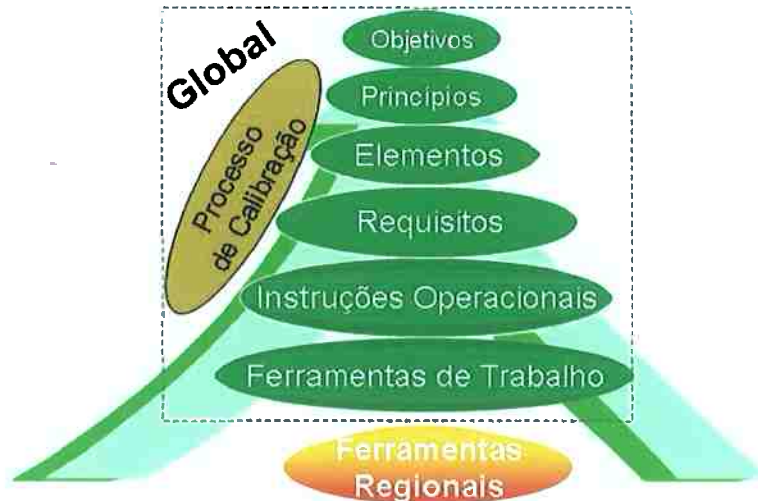 Global
Processo
de Calibração
Objetivos
Princípios
Elementos
Requisitos
Instruções Operacionais
Ferramentas de Trabalho
Ferramentas
Regionais